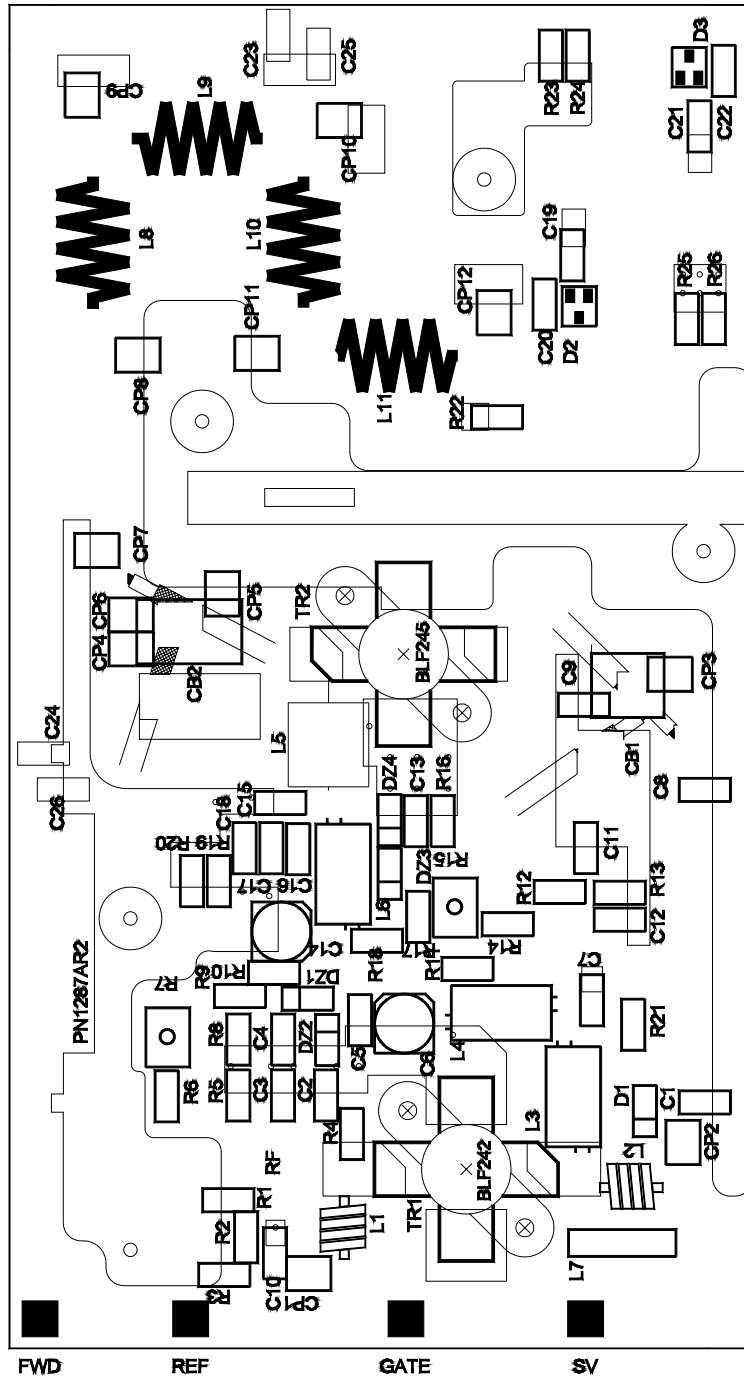 C23
C25
D3
CP9
L9
R23
R24
C21
C22
CP10
L8
L10
C19
CP12
R25
R26
CP11
C20
D2
CP8
L11
R22
CP7
CP6
CP5
TR2
CP4
CB2
BLF245
C9
CP3
C24
L5
CB1
C26
DZ4
C13
R16
C8
C18
C15
R20
R19
DZ3
R15
C11
C17
C16
L6
R12
R13
C12
C14
R18
R17
R14
PN1287AR2
R7
R9
R10
DZ1
R11
C7
R8
C4
DZ2
C5
C6
L4
R21
R6
R5
C3
C2
L3
D1
C1
R4
CP2
L2
RF
BLF242
R1
R2
L1
TR1
R3
C10
CP1
L7
FWD
REF
GATE
SV